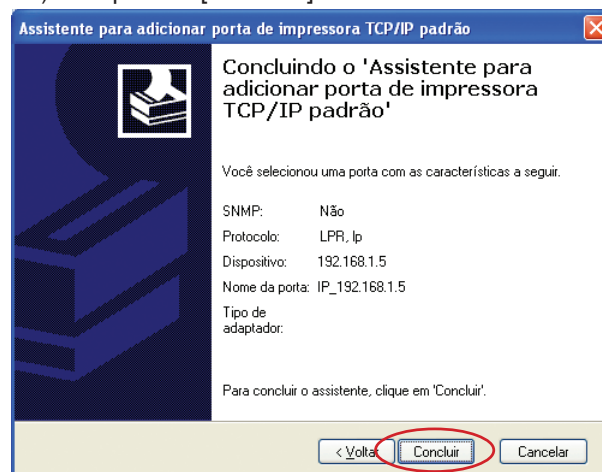 Assistente para adicionar porta de impressora TCP/IP padrão
Concluindo o 'Assistente para
adicionar porta de impressora
TCP/IP padrão'
Você selecionou uma porta com as características a seguir.
SNMP: Não
Protocolo: LPR, lp
Dispositivo: 192.168.1.5
Nome da porta: IP_192.168.1.5
Tipo de
adaptador:
Para concluir o assistente, clique em 'Concluir'.
< Voltar Concluir Cancelar